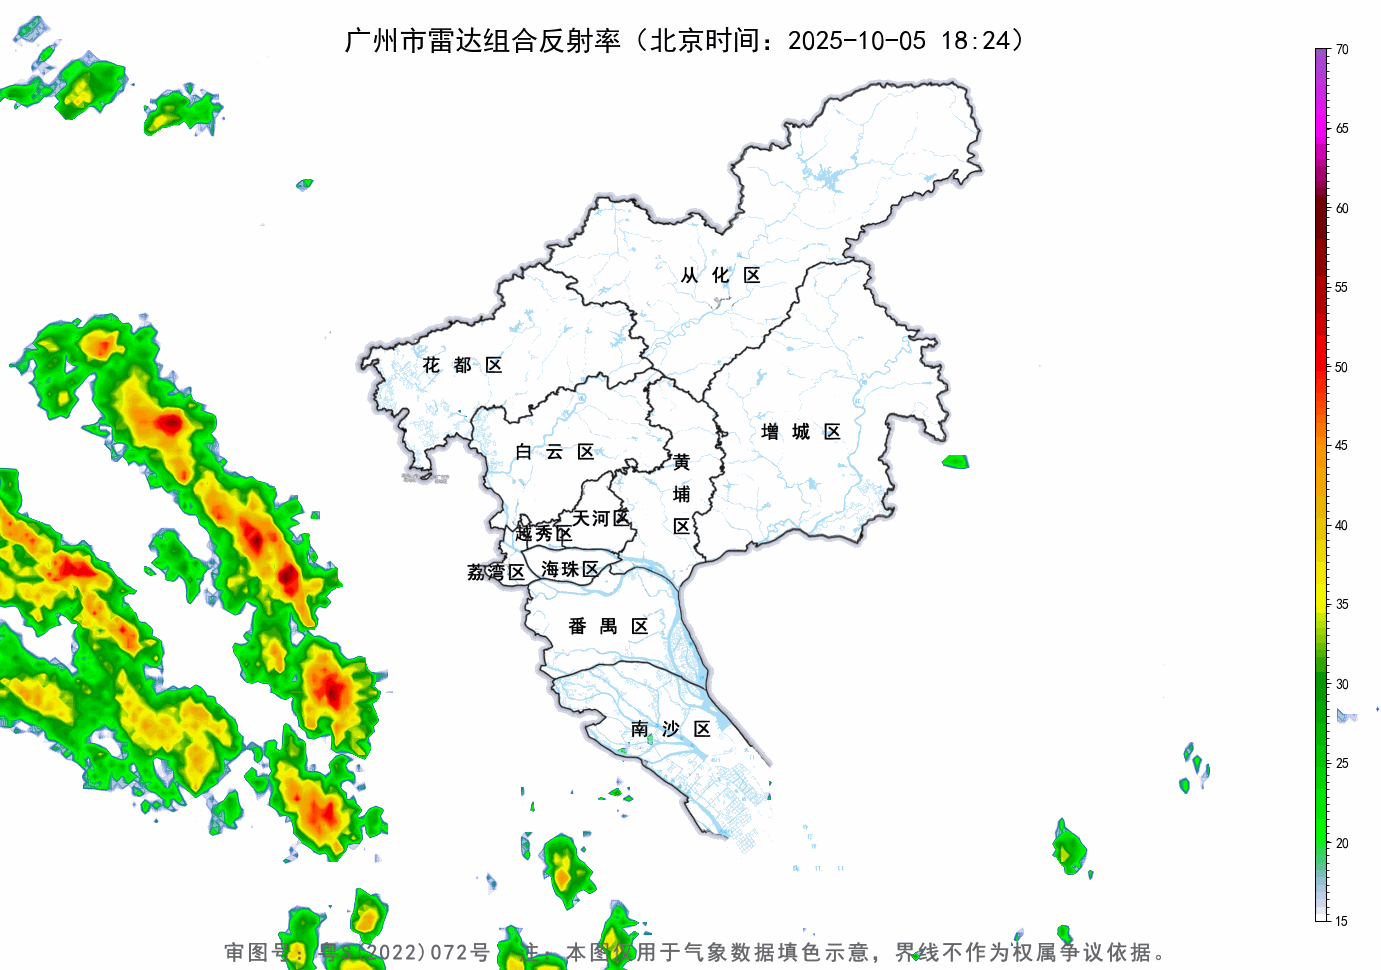 广州市雷达组合反射率（北京时间：2025-10-05 18:24）
70
65
60
55
50
45
40
35
30
25
20
15
从化区
花都区
增城区
白云区
黄埔区
天河区
越秀区
荔湾区
海珠区
番禺区
南沙区
审图号：粤S(2022)072号 注：本图仅用于气象数据填色示意，界线不作为权属争议依据。